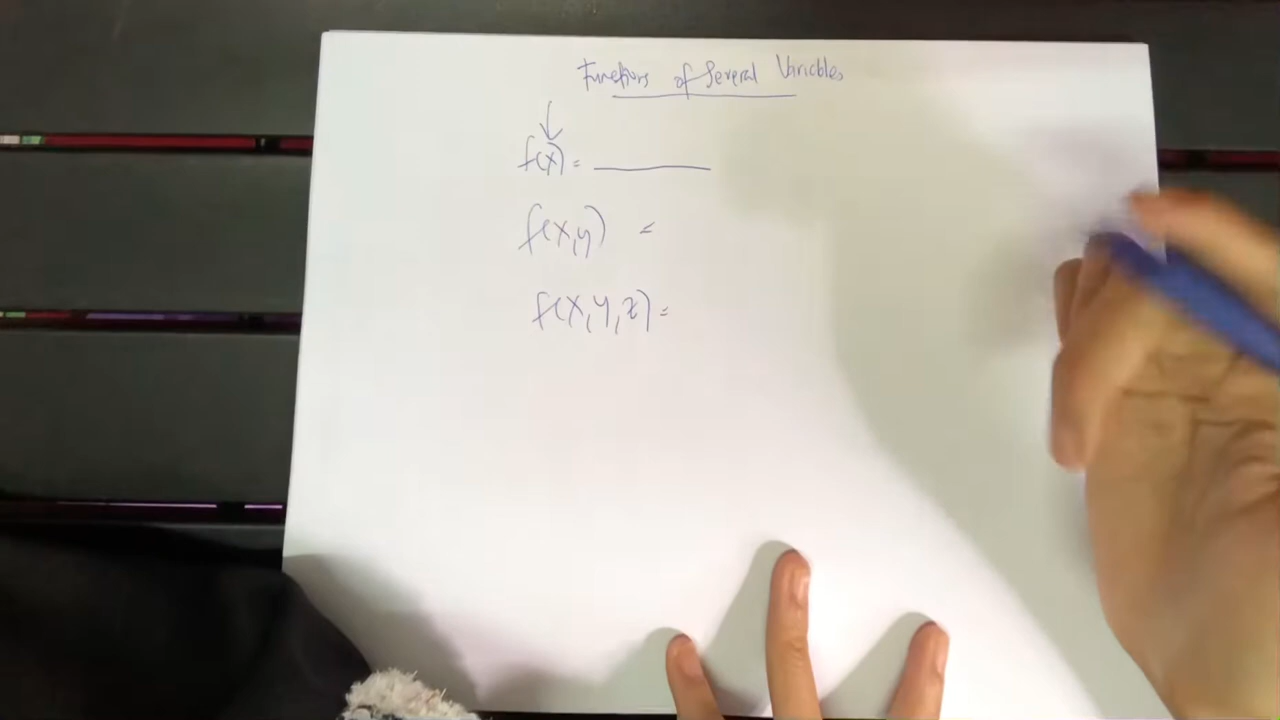 Functions of Several Variables
f(x) = ______
f(x,y) =
f(x,y,z) =